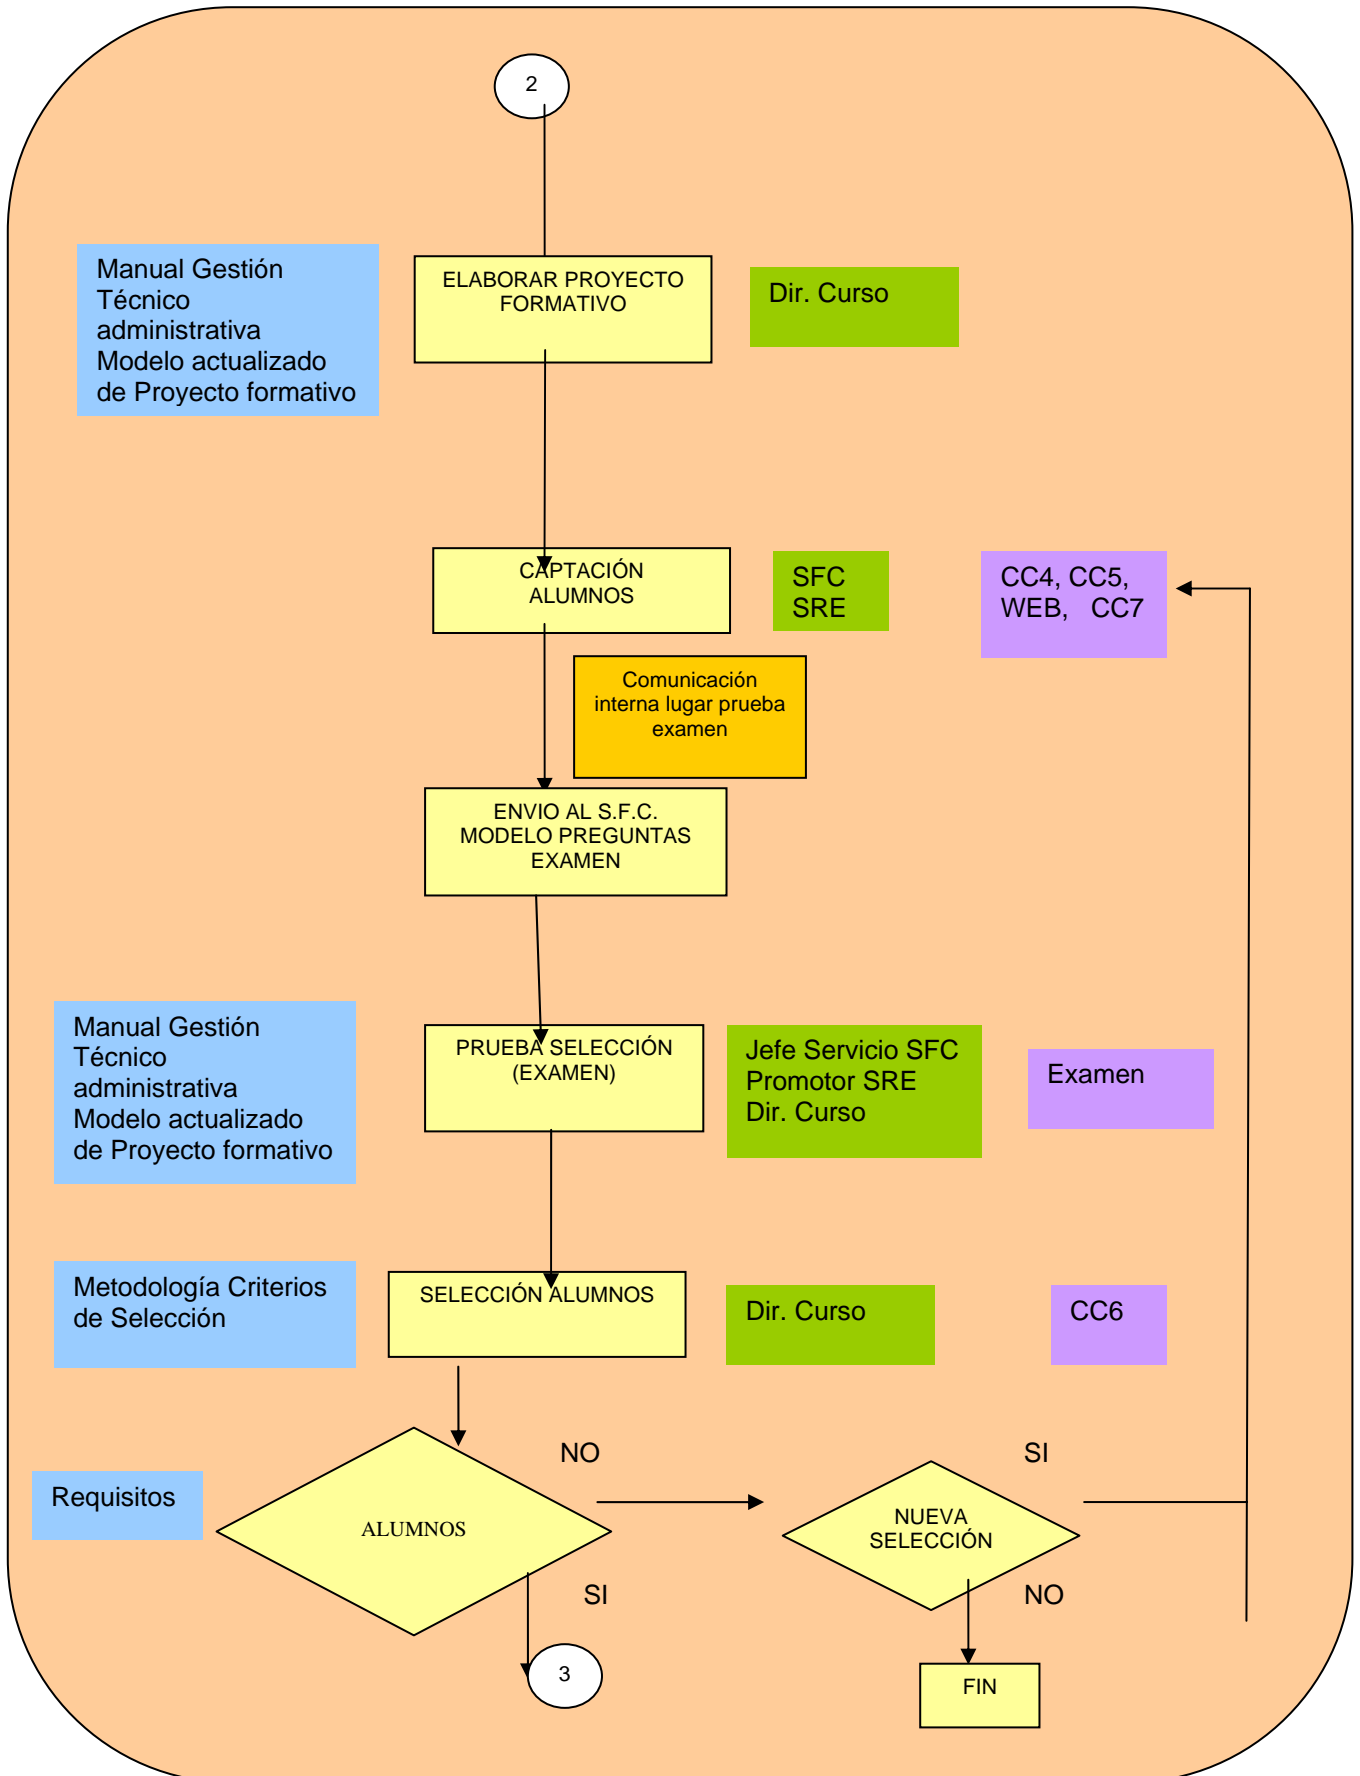 2
Manual Gestión
Técnico
administrativa
Modelo actualizado
de Proyecto formativo
ELABORAR PROYECTO
FORMATIVO
Dir. Curso
CAPTACIÓN
ALUMNOS
SFC
SRE
CC4, CC5,
WEB, CC7
Comunicación
interna lugar prueba
examen
ENVIO AL S.F.C.
MODELO PREGUNTAS
EXAMEN
Manual Gestión
Técnico
administrativa
Modelo actualizado
de Proyecto formativo
PRUEBA SELECCIÓN
(EXAMEN)
Jefe Servicio SFC
Promotor SRE
Dir. Curso
Examen
Metodología Criterios
de Selección
SELECCIÓN ALUMNOS
Dir. Curso
CC6
Requisitos
ALUMNOS
NO
NUEVA
SELECCIÓN
SI
SI
NO
3
FIN